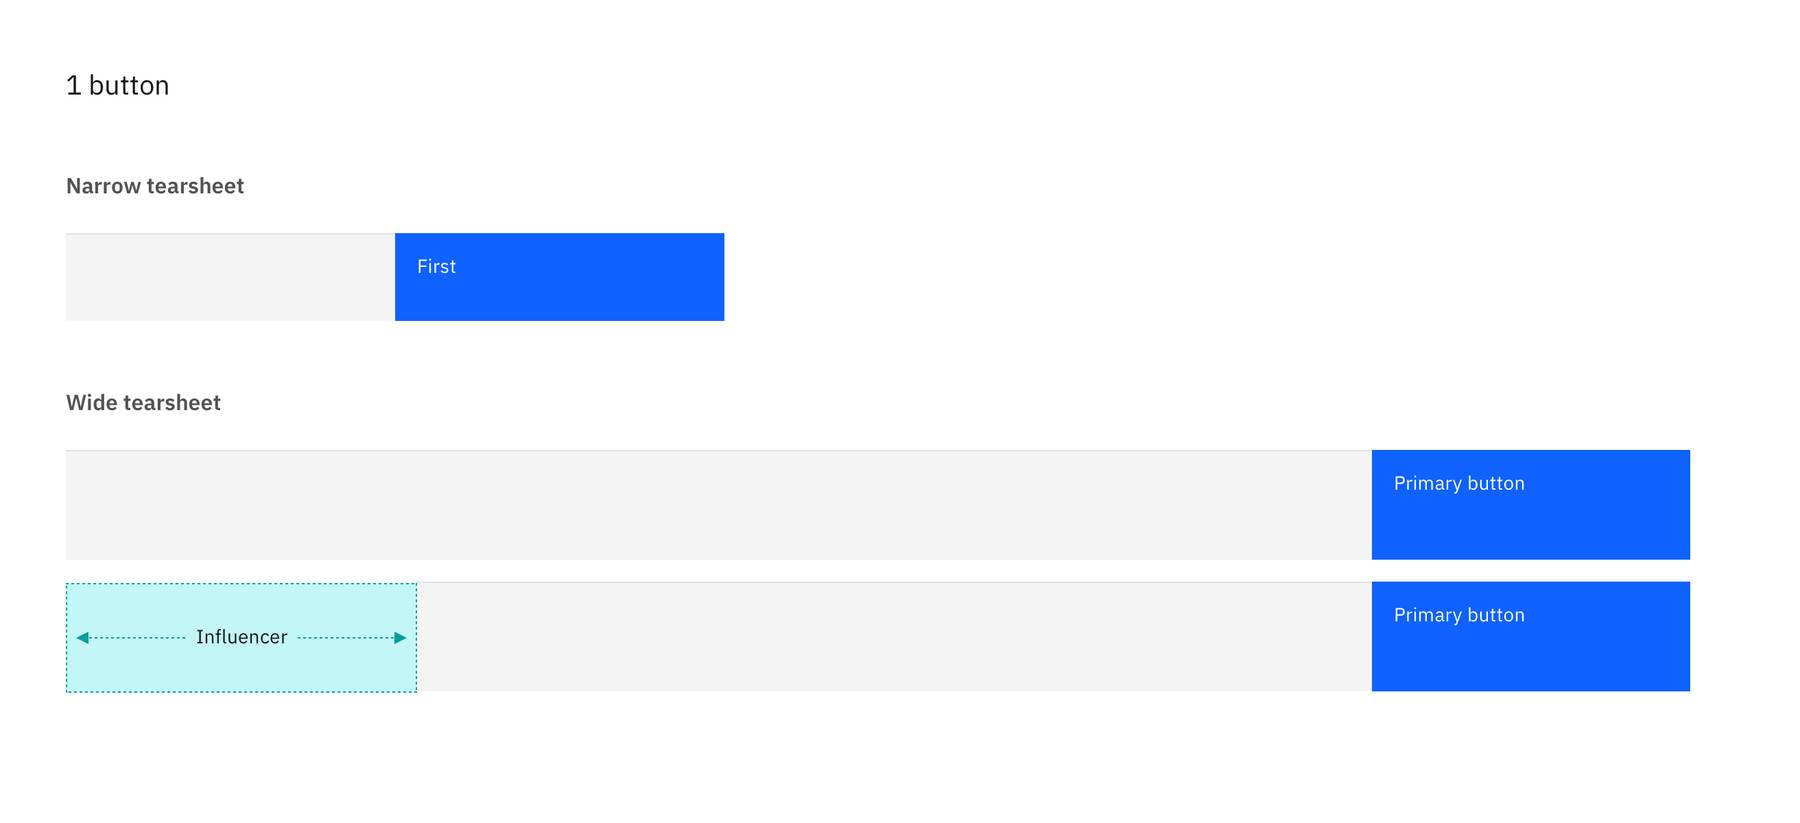 1 button
Narrow tearsheet
First
Wide tearsheet
Primary button
Influencer
Primary button